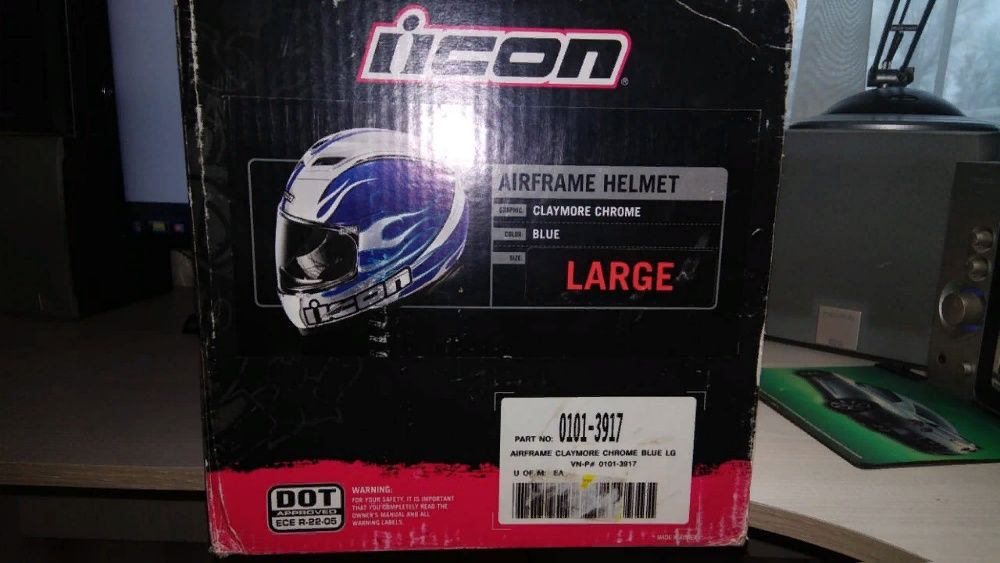 icon
AIRFRAME HELMET
GRAPHIC: CLAYMORE CHROME
COLOR: BLUE
SIZE: LARGE
icon
PART NO: 0101-3917
AIRFRAME CLAYMORE CHROME BLUE LG
VN-P# 0101-3917
U OF M: EA
DOT
APPROVED
ECE R-22-05
WARNING:
FOR YOUR SAFETY, IT IS IMPORTANT
THAT YOU COMPLETELY READ THE
OWNER'S MANUAL AND ALL
WARNING LABELS.
MADE IN